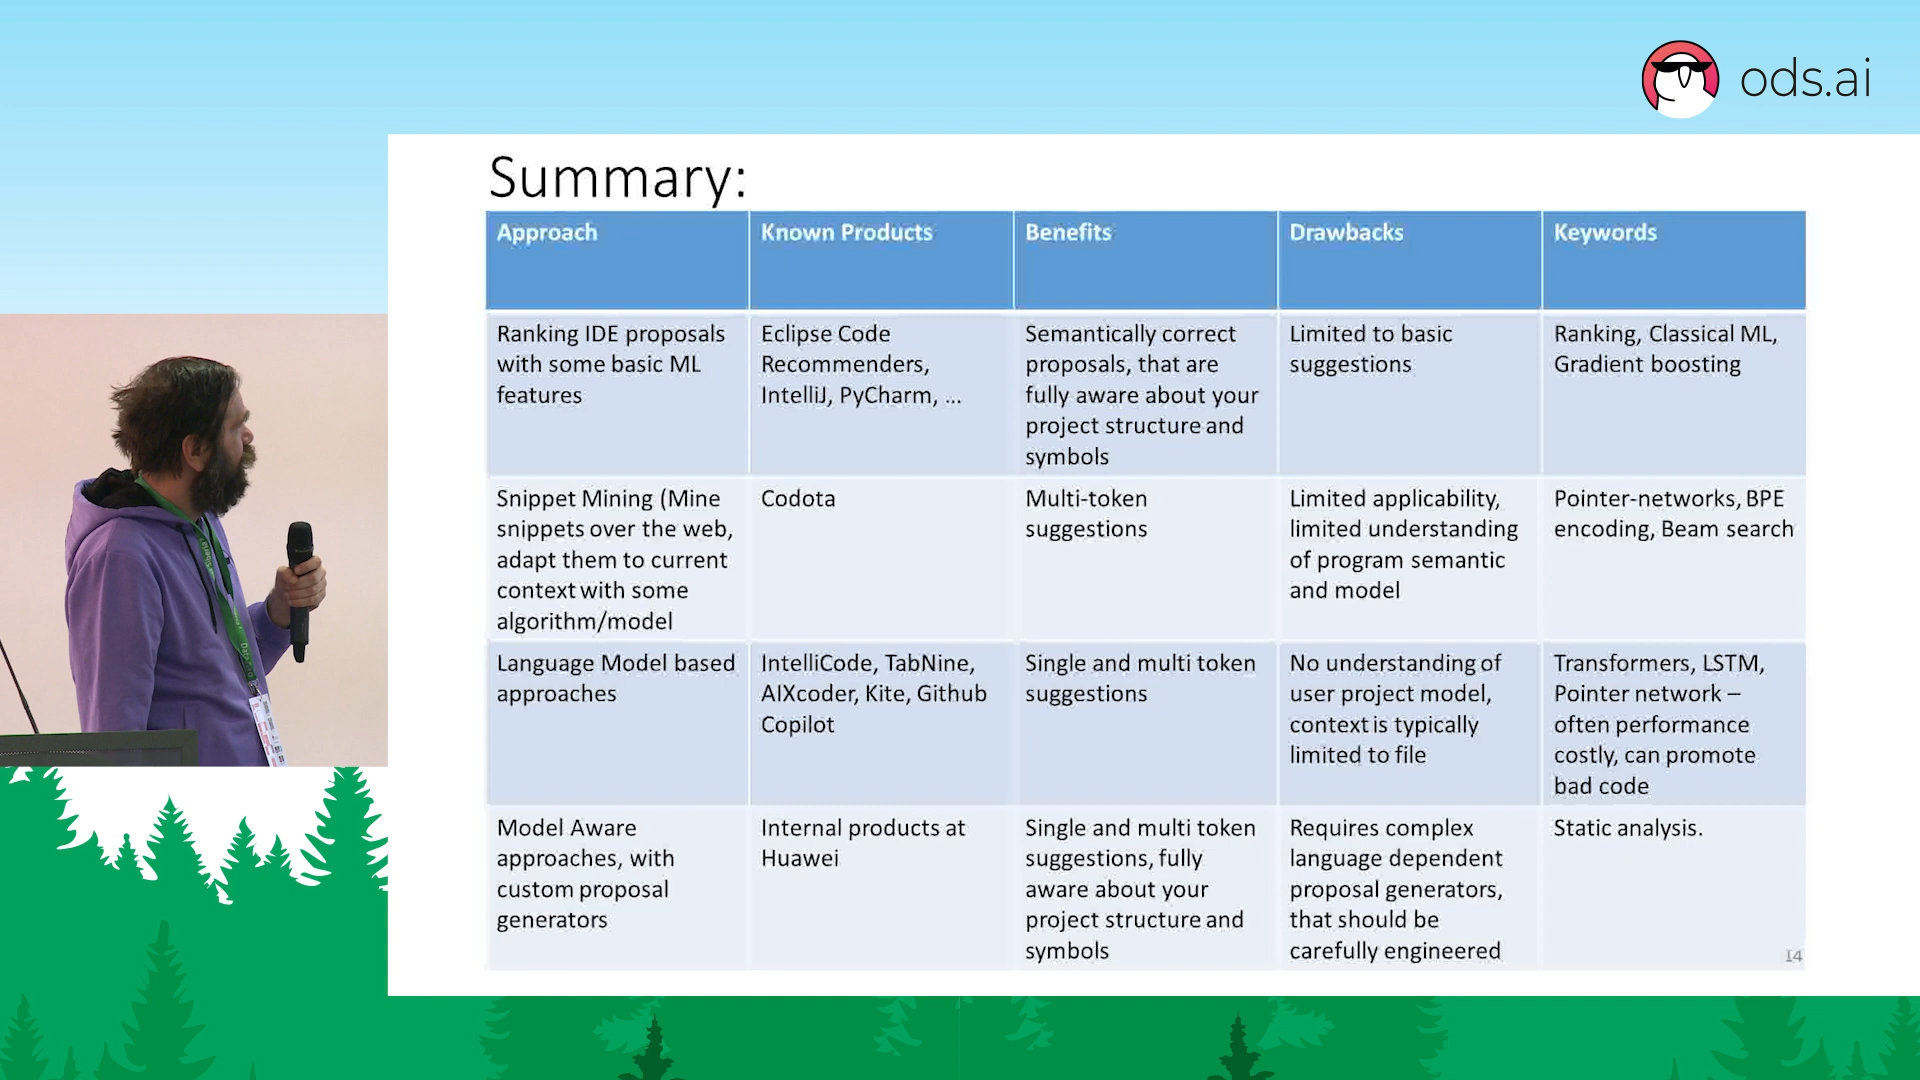 ods.ai
Summary:
Approach
Known Products
Benefits
Drawbacks
Keywords
Ranking IDE proposals
with some basic ML
features
Eclipse Code
Recommenders,
IntelliJ, PyCharm, ...
Semantically correct
proposals, that are
fully aware about your
project structure and
symbols
Limited to basic
suggestions
Ranking, Classical ML,
Gradient boosting
Snippet Mining (Mine
snippets over the web,
adapt them to current
context with some
algorithm/model
Codota
Multi-token
suggestions
Limited applicability,
limited understanding
of program semantic
and model
Pointer-networks, BPE
encoding, Beam search
Language Model based
approaches
IntelliCode, TabNine,
AIXcoder, Kite, Github
Copilot
Single and multi token
suggestions
No understanding of
user project model,
context is typically
limited to file
Transformers, LSTM,
Pointer network –
often performance
costly, can promote
bad code
Model Aware
approaches, with
custom proposal
generators
Internal products at
Huawei
Single and multi token
suggestions, fully
aware about your
project structure and
symbols
Requires complex
language dependent
proposal generators,
that should be
carefully engineered
Static analysis.
14